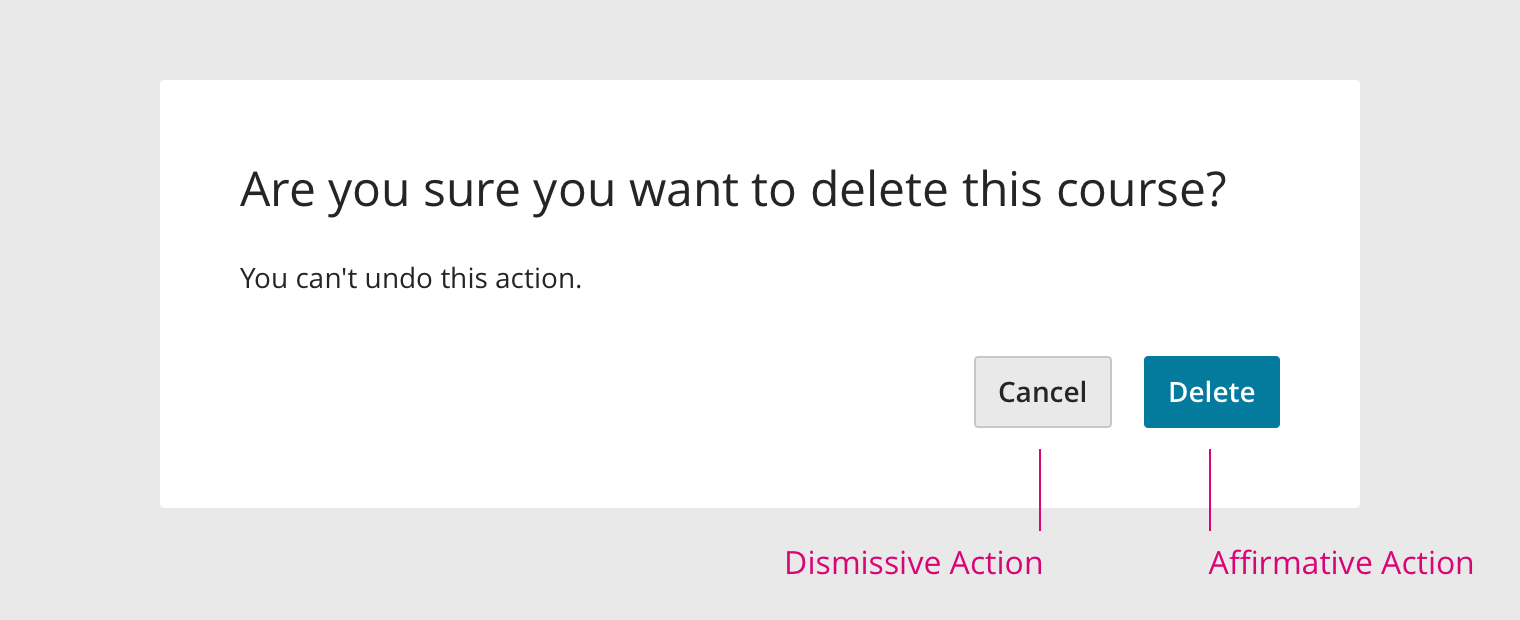 Are you sure you want to delete this course?
You can't undo this action.
Cancel Delete
Dismissive Action Affirmative Action